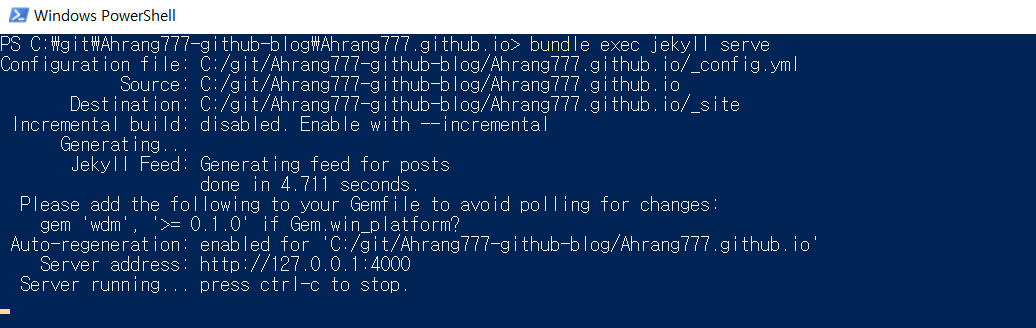 Windows PowerShell
PS C:₩git₩Ahrang777-github-blog₩Ahrang777.github.io> bundle exec jekyll serve
Configuration file: C:/git/Ahrang777-github-blog/Ahrang777.github.io/_config.yml
Source: C:/git/Ahrang777-github-blog/Ahrang777.github.io
Destination: C:/git/Ahrang777-github-blog/Ahrang777.github.io/_site
Incremental build: disabled. Enable with --incremental
Generating...
Jekyll Feed: Generating feed for posts
done in 4.711 seconds.
Please add the following to your Gemfile to avoid polling for changes:
gem 'wdm', '>= 0.1.0' if Gem.win_platform?
Auto-regeneration: enabled for 'C:/git/Ahrang777-github-blog/Ahrang777.github.io'
Server address: http://127.0.0.1:4000
Server running... press ctrl-c to stop.